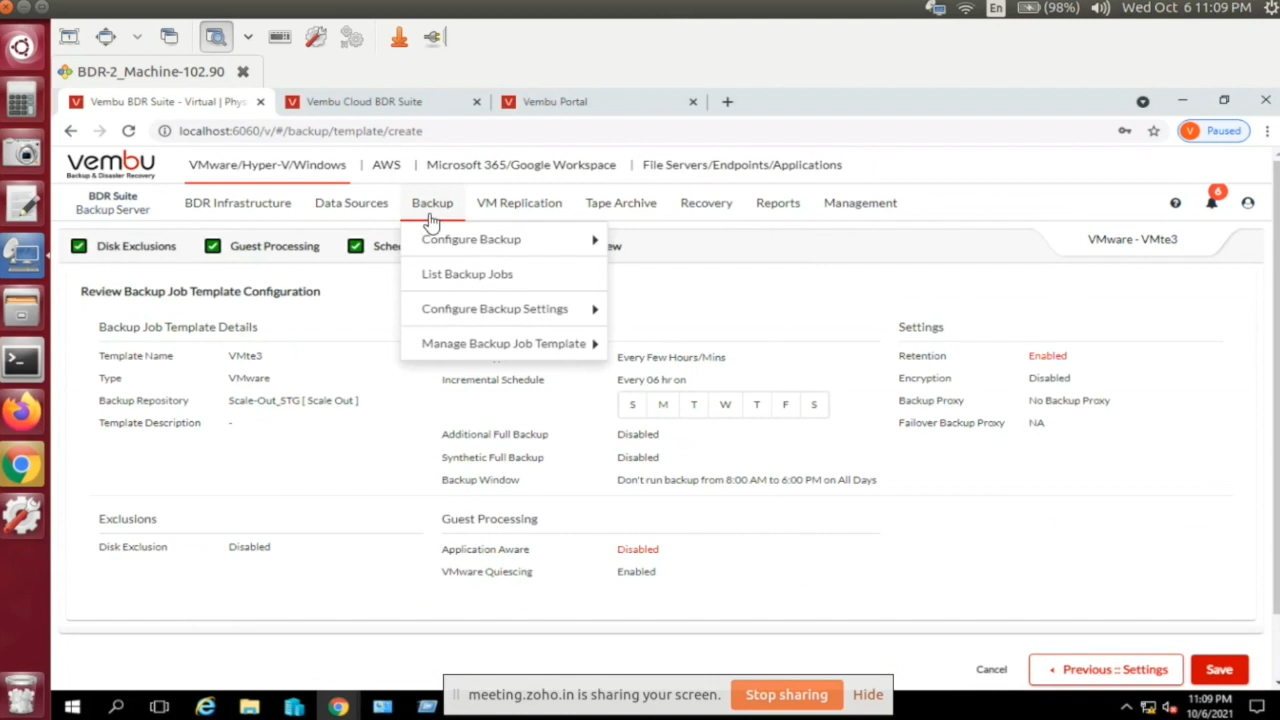 En
(98%)
Wed Oct 6 11:09 PM
BDR-2_Machine-102.90
Vembu BDR Suite - Virtual | Phys
Vembu Cloud BDR Suite
Vembu Portal
localhost:6060/v/#/backup/template/create
V Paused
vembu
Backup & Disaster Recovery
VMware/Hyper-V/Windows | AWS | Microsoft 365/Google Workspace | File Servers/Endpoints/Applications
BDR Suite
Backup Server
BDR Infrastructure
Data Sources
Backup
VM Replication
Tape Archive
Recovery
Reports
Management
6
Disk Exclusions
Guest Processing
Sche
ew
VMware - VMte3
Configure Backup
List Backup Jobs
Configure Backup Settings
Manage Backup Job Template
Review Backup Job Template Configuration
Backup Job Template Details
Template Name VMte3
Type VMware
Backup Repository Scale-Out_STG [ Scale Out ]
Template Description -
Every Few Hours/Mins
Incremental Schedule Every 06 hr on
S M T W T F S
Additional Full Backup Disabled
Synthetic Full Backup Disabled
Backup Window Don't run backup from 8:00 AM to 6:00 PM on All Days
Settings
Retention Enabled
Encryption Disabled
Backup Proxy No Backup Proxy
Failover Backup Proxy NA
Exclusions
Disk Exclusion Disabled
Guest Processing
Application Aware Disabled
VMware Quiescing Enabled
Cancel
Previous :: Settings
Save
meeting.zoho.in is sharing your screen.
Stop sharing
Hide
11:09 PM
10/6/2021